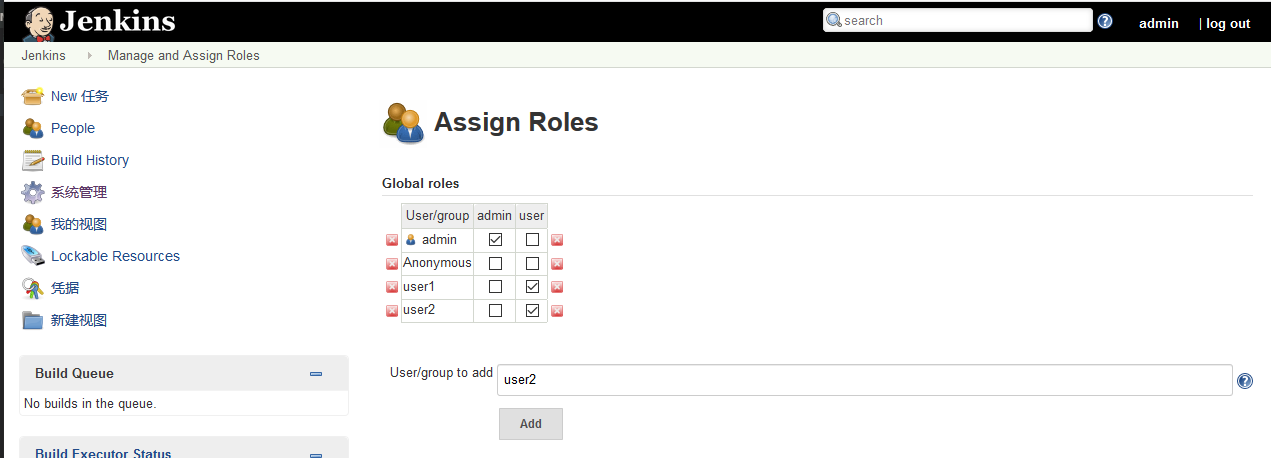 Jenkins
search
admin
| log out
Jenkins
Manage and Assign Roles
New 任务
People
Build History
系统管理
我的视图
Lockable Resources
凭据
新建视图
Build Queue
No builds in the queue.
Build Executor Status
Assign Roles
Global roles
User/group admin user
admin
Anonymous
user1
user2
User/group to add
user2
Add